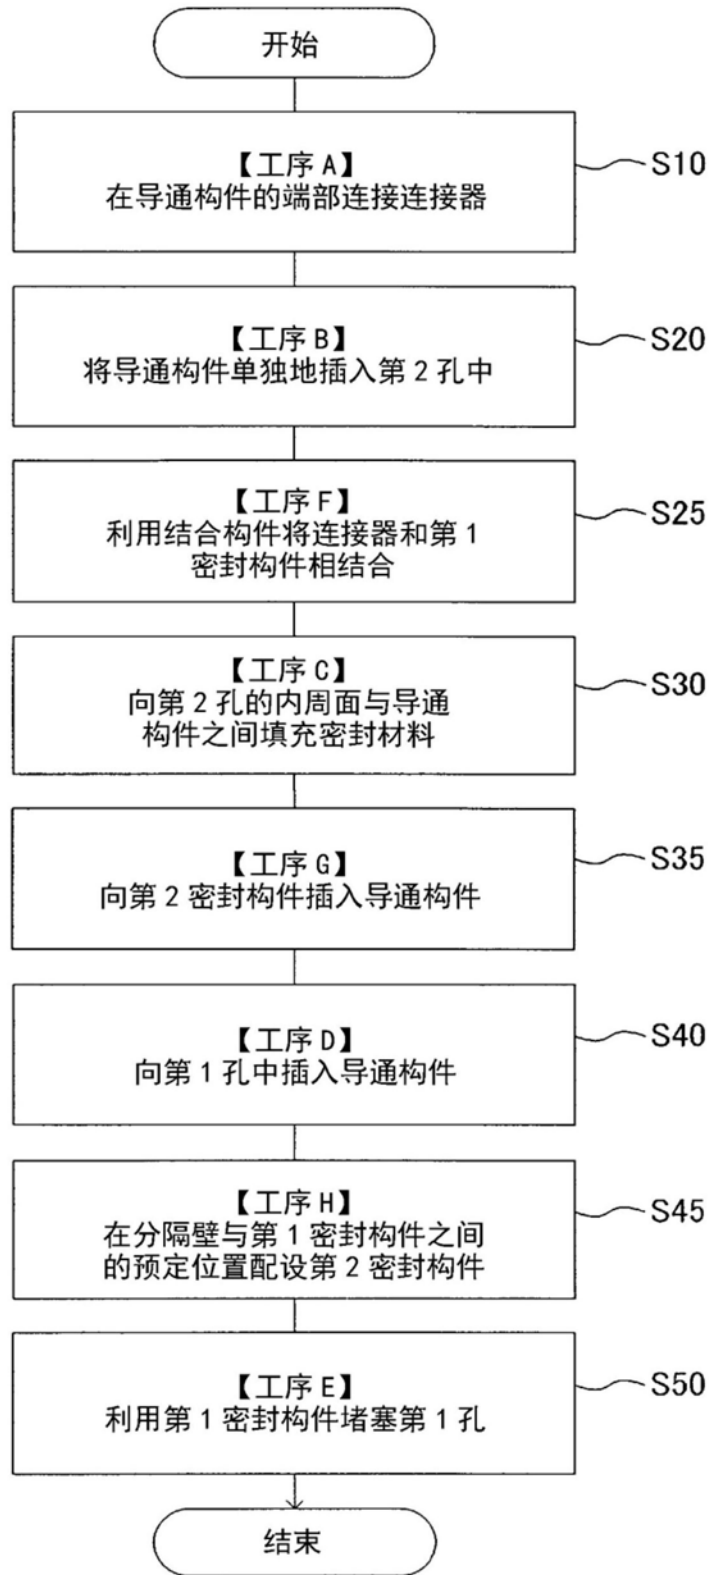 开始
【工序 A】
在导通构件的端部连接连接器
S10
【工序 B】
将导通构件单独地插入第 2 孔中
S20
【工序 F】
利用结合构件将连接器和第 1
密封构件相结合
S25
【工序 C】
向第 2 孔的内周面与导通
构件之间填充密封材料
S30
【工序 G】
向第 2 密封构件插入导通构件
S35
【工序 D】
向第 1 孔中插入导通构件
S40
【工序 H】
在分隔壁与第 1 密封构件之间
的预定位置配设第 2 密封构件
S45
【工序 E】
利用第 1 密封构件堵塞第 1 孔
S50
结束